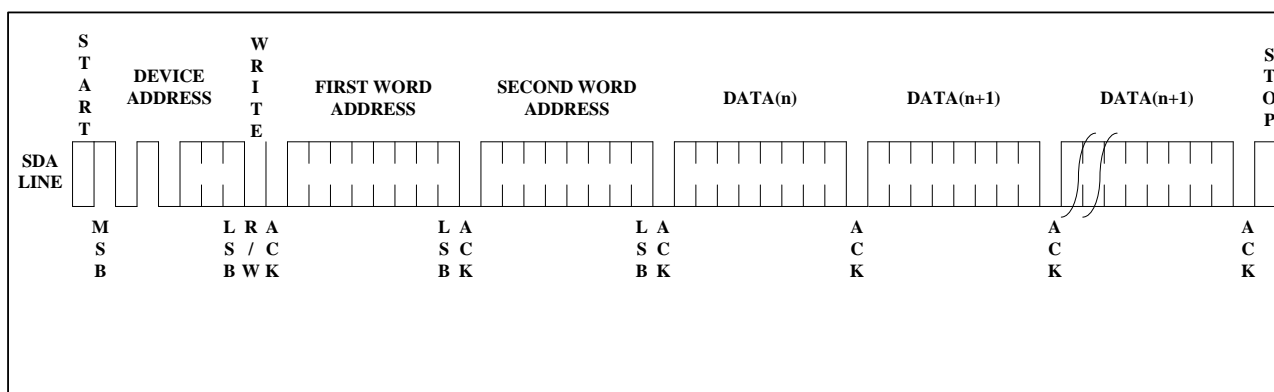 START
DEVICE
ADDRESS
WRITE
FIRST WORD
ADDRESS
SECOND WORD
ADDRESS
DATA(n)
DATA(n+1)
DATA(n+1)
STOP
SDA
LINE
MSB
LSB
R/W
ACK
LSB
ACK
LSB
ACK
ACK
ACK
ACK